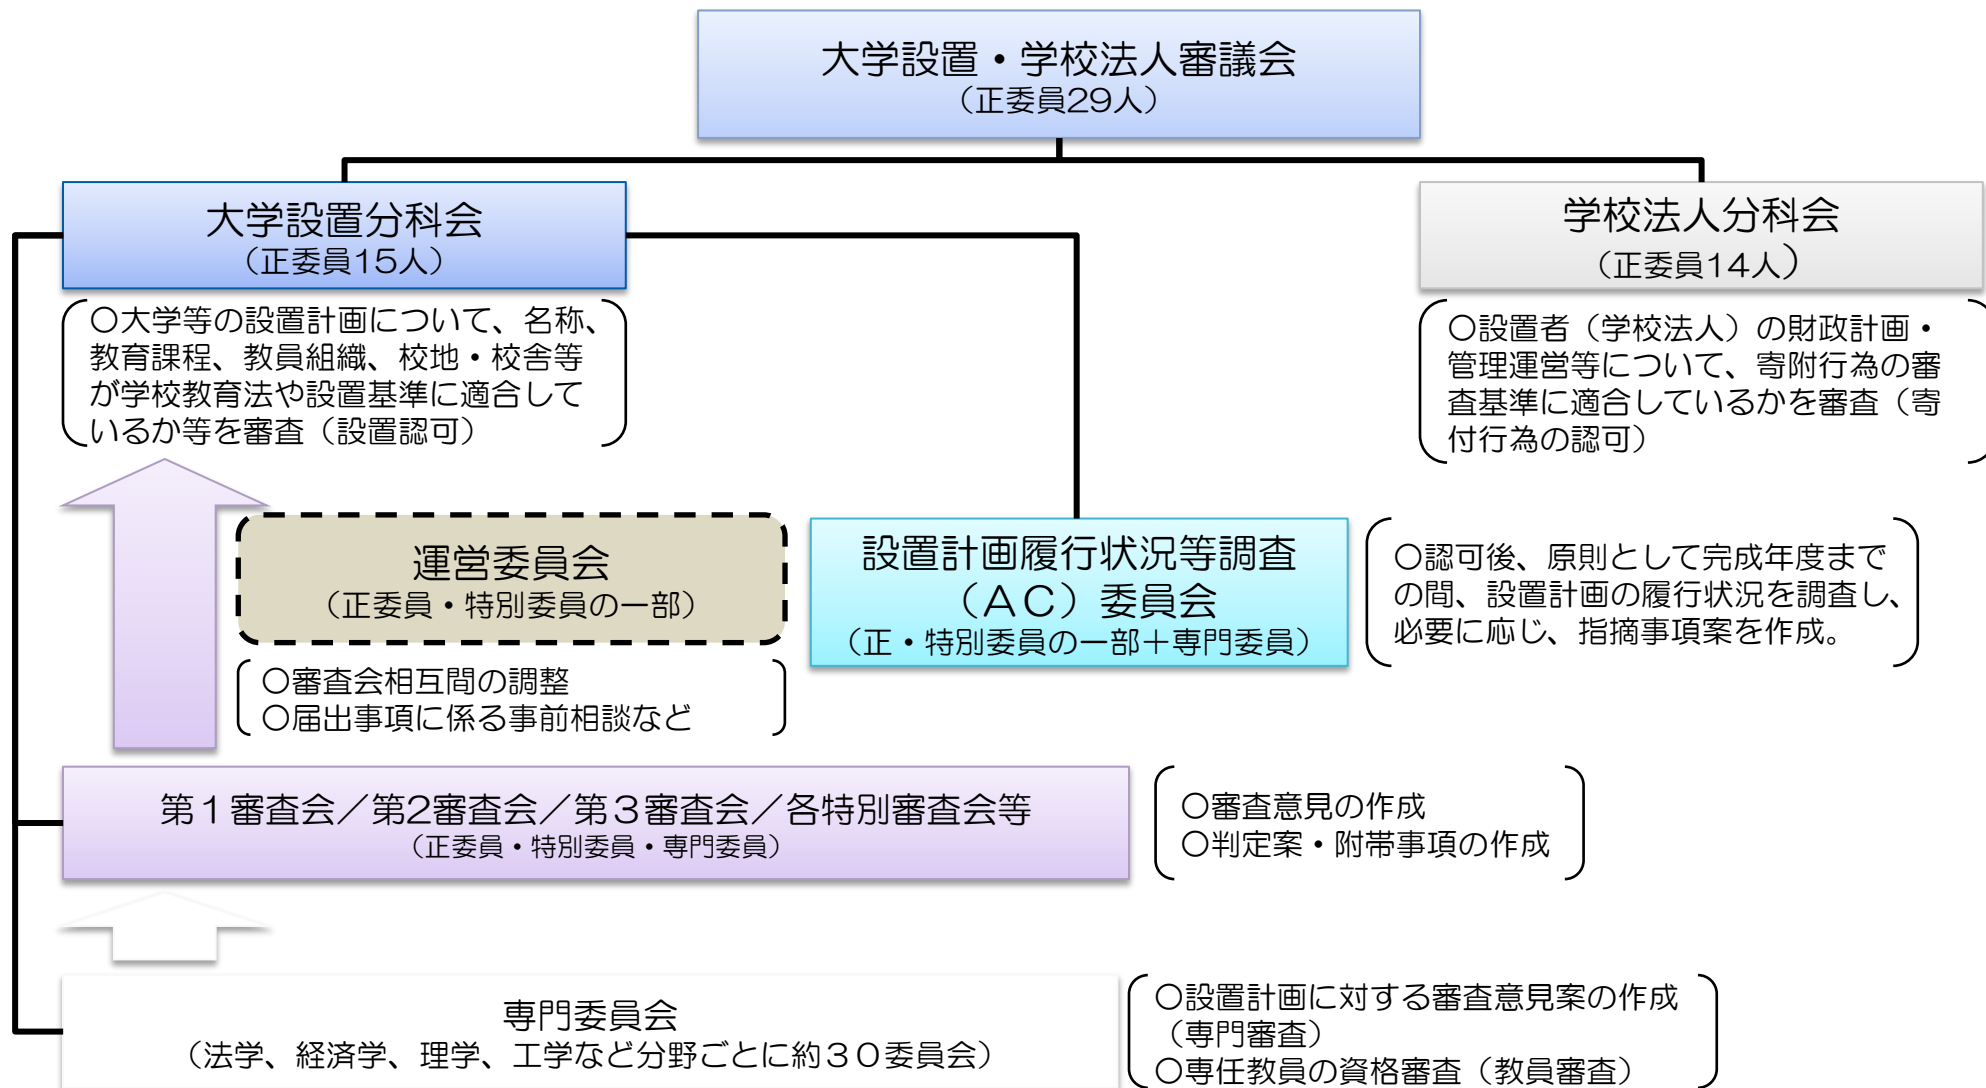 大学設置・学校法人審議会
（正委員29人）
大学設置分科会
（正委員15人）
学校法人分科会
（正委員14人）
○大学等の設置計画について、名称、
教育課程、教員組織、校地・校舎等
が学校教育法や設置基準に適合して
いるか等を審査（設置認可）
○設置者（学校法人）の財政計画・
管理運営等について、寄附行為の審
査基準に適合しているかを審査（寄
付行為の認可）
運営委員会
（正委員・特別委員の一部）
○審査会相互間の調整
○届出事項に係る事前相談など
設置計画履行状況等調査
（ＡＣ）委員会
（正・特別委員の一部＋専門委員）
○認可後、原則として完成年度まで
の間、設置計画の履行状況を調査し、
必要に応じ、指摘事項案を作成。
第１審査会／第2審査会／第３審査会／各特別審査会等
（正委員・特別委員・専門委員）
○審査意見の作成
○判定案・附帯事項の作成
専門委員会
（法学、経済学、理学、工学など分野ごとに約３０委員会）
○設置計画に対する審査意見案の作成
（専門審査）
○専任教員の資格審査（教員審査）